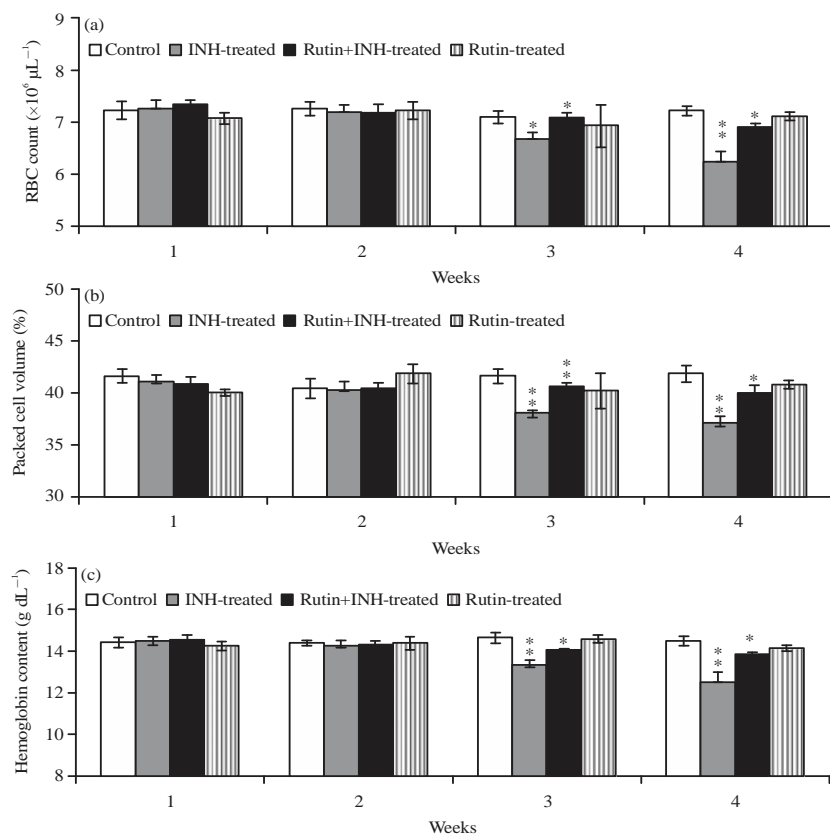 (a)
Control INH-treated Rutin+INH-treated Rutin-treated
RBC count (×10⁶ μL⁻¹)
9
8
7
6
5
* * ** *
1 2 3 4
Weeks
(b)
Control INH-treated Rutin+INH-treated Rutin-treated
Packed cell volume (%)
50
45
40
35
30
** ** ** *
1 2 3 4
Weeks
(c)
Control INH-treated Rutin+INH-treated Rutin-treated
Hemoglobin content (g dL⁻¹)
18
16
14
12
10
8
** * ** *
1 2 3 4
Weeks